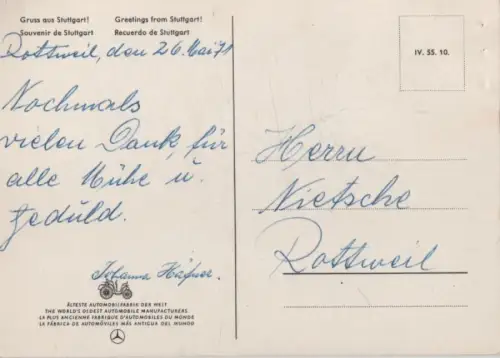 Gruss aus Stuttgart! Greetings from Stuttgart!
Souvenir de Stuttgart Recuerdo de Stuttgart
Rottweil, den 26. Mai 71
Nochmals
vielen Dank für
alle Mühe u.
Geduld.
Johanna Häfner.
ÄLTESTE AUTOMOBILFABRIK DER WELT
THE WORLD'S OLDEST AUTOMOBILE MANUFACTURERS
LA PLUS ANCIENNE FABRIQUE D'AUTOMOBILES DU MONDE
LA FÁBRICA DE AUTOMÓVILES MÁS ANTIGUA DEL MUNDO
IV. 55. 10.
Herrn
Nietsche
Rottweil